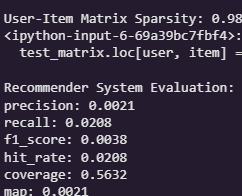 User-Item Matrix Sparsity: 0.98
<ipython-input-6-69a39bc7fbf4>:
test_matrix.loc[user, item] =
Recommender System Evaluation:
precision: 0.0021
recall: 0.0208
f1_score: 0.0038
hit_rate: 0.0208
coverage: 0.5632
map: 0.0021